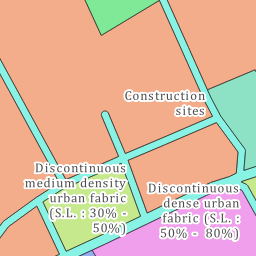 Construction
sites
Discontinuous
medium density
urban fabric
(S.L. : 30% -
50%)
Discontinuous
dense urban
fabric (S.L. :
50% -  80%)